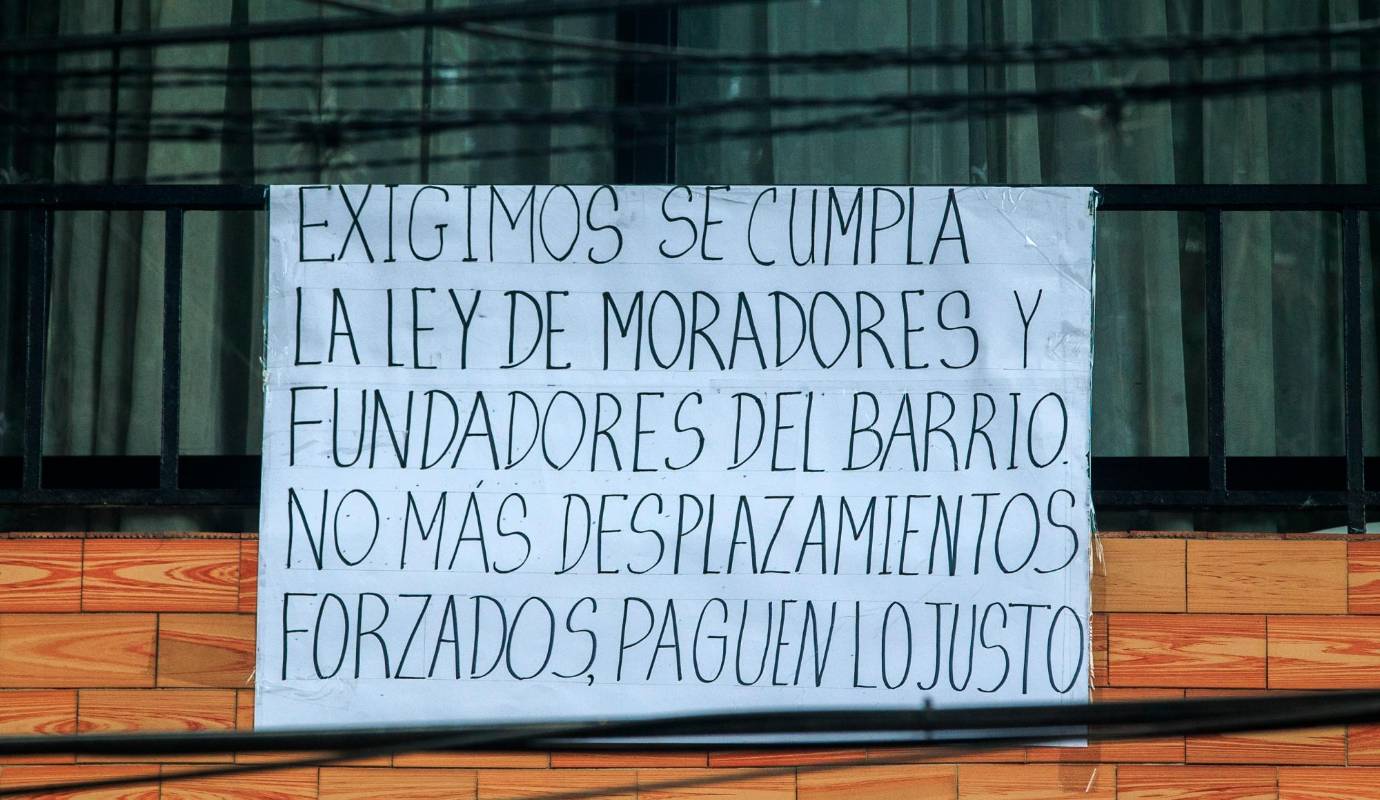 EXIGIMOS SE CUMPLA
LA LEY DE MORADORES Y
FUNDADORES DEL BARRIO.
NO MÁS DESPLAZAMIENTOS
FORZADOS, PAGUEN LO JUSTO